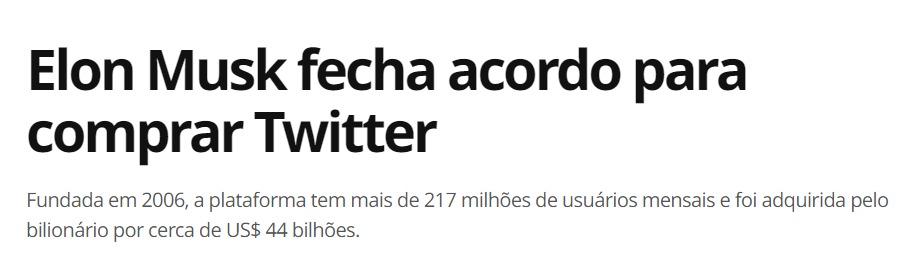 Elon Musk fecha acordo para
comprar Twitter
Fundada em 2006, a plataforma tem mais de 217 milhões de usuários mensais e foi adquirida pelo
bilionário por cerca de US$ 44 bilhões.